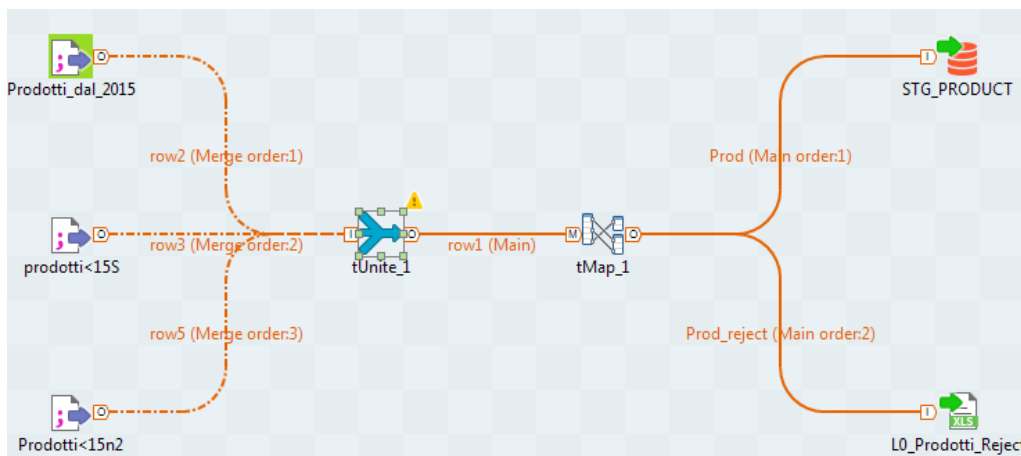 Prodotti_dal_2015
STG_PRODUCT
row2 (Merge order:1)
Prod (Main order:1)
I
O
row3 (Merge order:2)
row1 (Main)
M
prodotti<15S
tUnite_1
tMap_1
row5 (Merge order:3)
Prod_reject (Main order:2)
XLS
Prodotti<15n2
L0_Prodotti_Reject